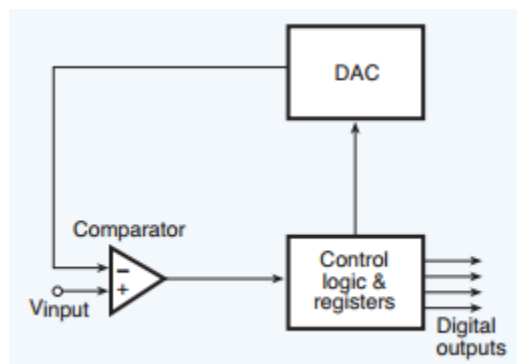 DAC
Comparator
−
+
Vinput
Control
logic &
registers
Digital
outputs